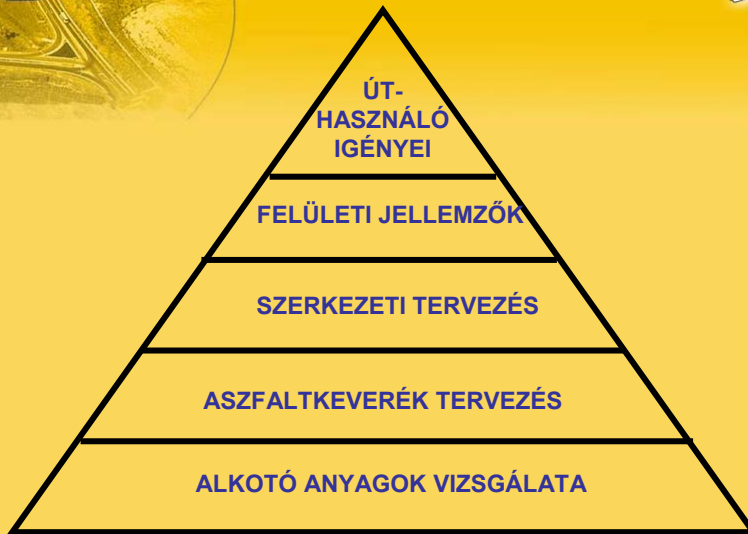 ÚT-
HASZNÁLÓ
IGÉNYEI
FELÜLETI JELLEMZŐK
SZERKEZETI TERVEZÉS
ASZFALTKEVERÉK TERVEZÉS
ALKOTÓ ANYAGOK VIZSGÁLATA